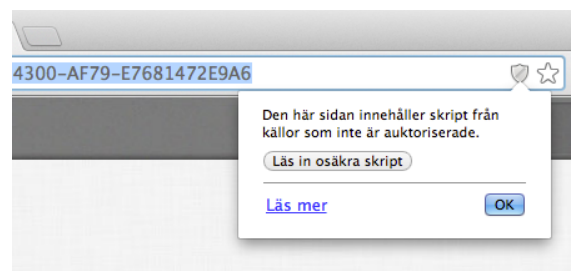 4300-AF79-E7681472E9A6
Den här sidan innehåller skript från
källor som inte är auktoriserade.
Läs in osäkra skript
Läs mer
OK